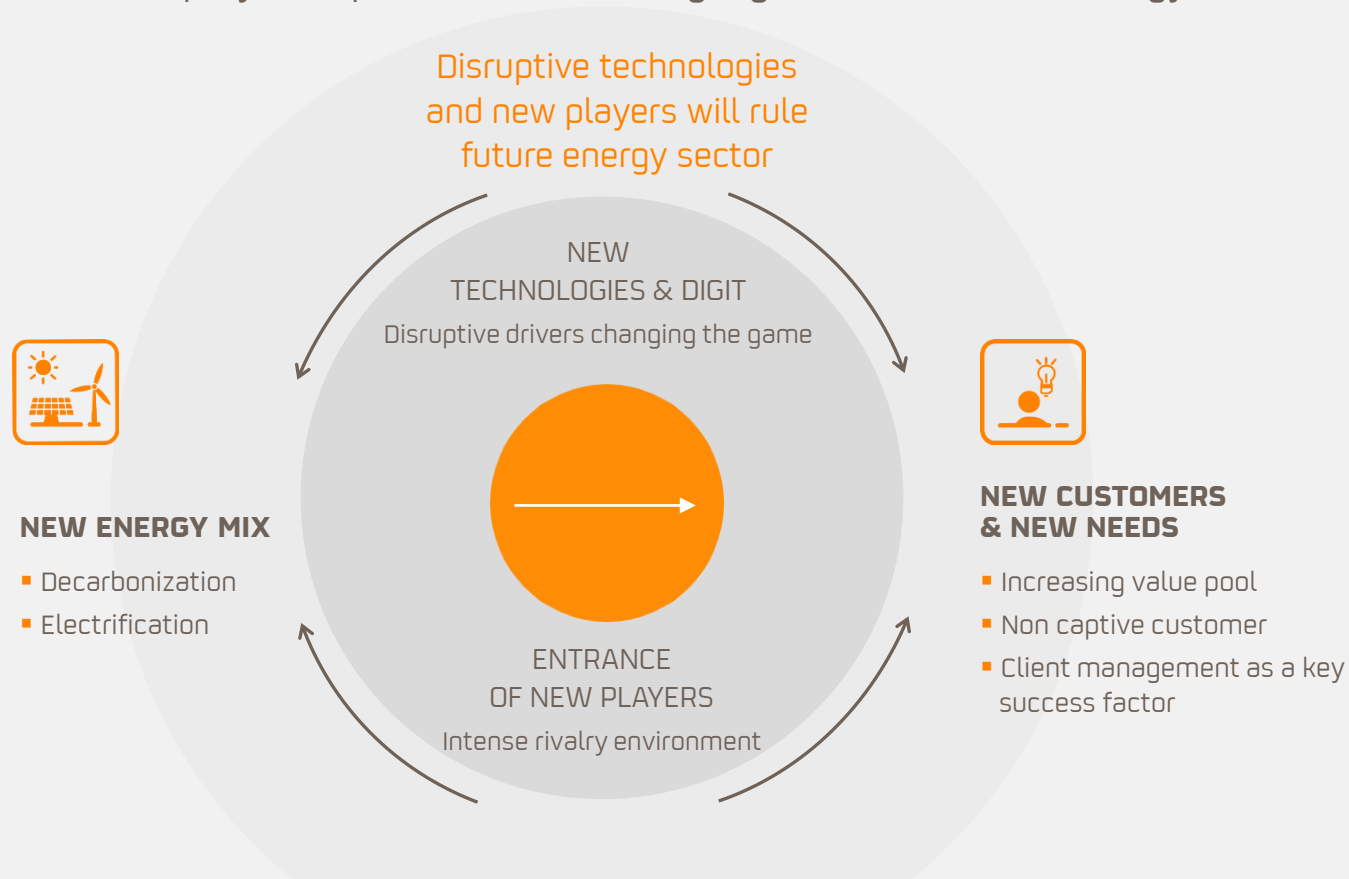 Disruptive technologies
and new players will rule
future energy sector
NEW
TECHNOLOGIES & DIGIT
Disruptive drivers changing the game
NEW ENERGY MIX
▪ Decarbonization
▪ Electrification
ENTRANCE
OF NEW PLAYERS
Intense rivalry environment
NEW CUSTOMERS
& NEW NEEDS
▪ Increasing value pool
▪ Non captive customer
▪ Client management as a key
success factor